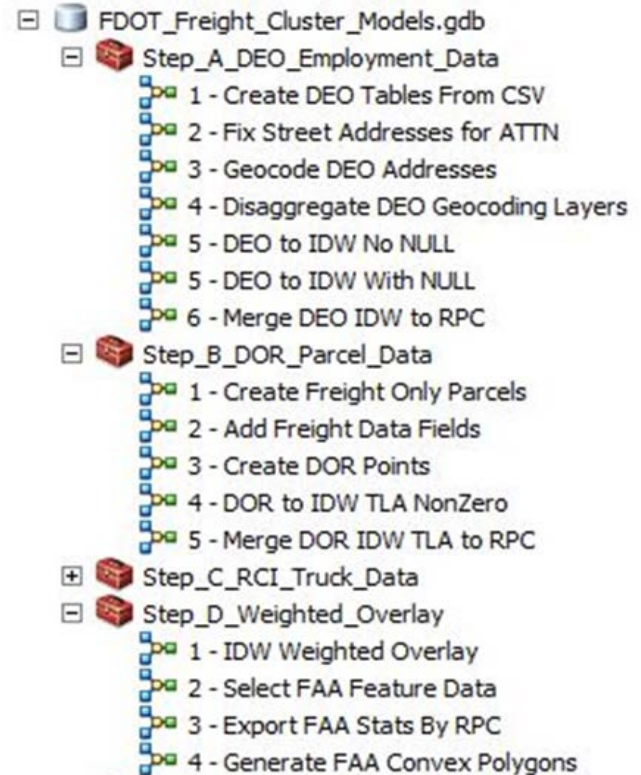 FDOT_Freight_Cluster_Models.gdb
Step_A_DEO_Employment_Data
1 - Create DEO Tables From CSV
2 - Fix Street Addresses for ATTN
3 - Geocode DEO Addresses
4 - Disaggregate DEO Geocoding Layers
5 - DEO to IDW No NULL
5 - DEO to IDW With NULL
6 - Merge DEO IDW to RPC
Step_B_DOR_Parcel_Data
1 - Create Freight Only Parcels
2 - Add Freight Data Fields
3 - Create DOR Points
4 - DOR to IDW TLA NonZero
5 - Merge DOR IDW TLA to RPC
Step_C_RCI_Truck_Data
Step_D_Weighted_Overlay
1 - IDW Weighted Overlay
2 - Select FAA Feature Data
3 - Export FAA Stats By RPC
4 - Generate FAA Convex Polygons